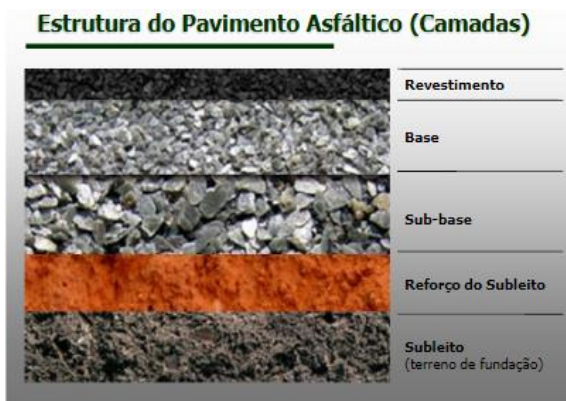 Estrutura do Pavimento Asfáltico (Camadas)
Revestimento
Base
Sub-base
Reforço do Subleito
Subleito
(terreno de fundação)